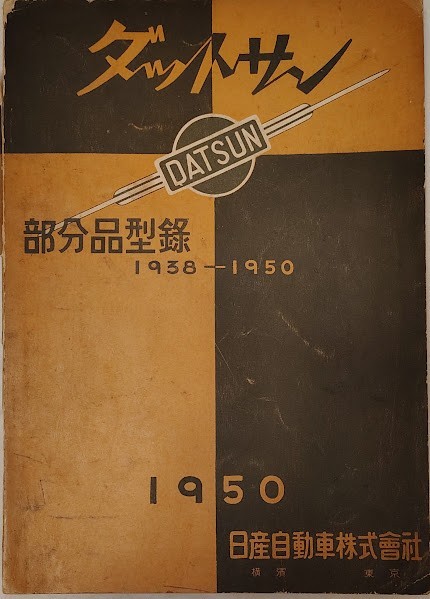 ダットサン
DATSUN
部分品型錄
1938—1950
1950
日産自動車株式會社
橫濱 東京